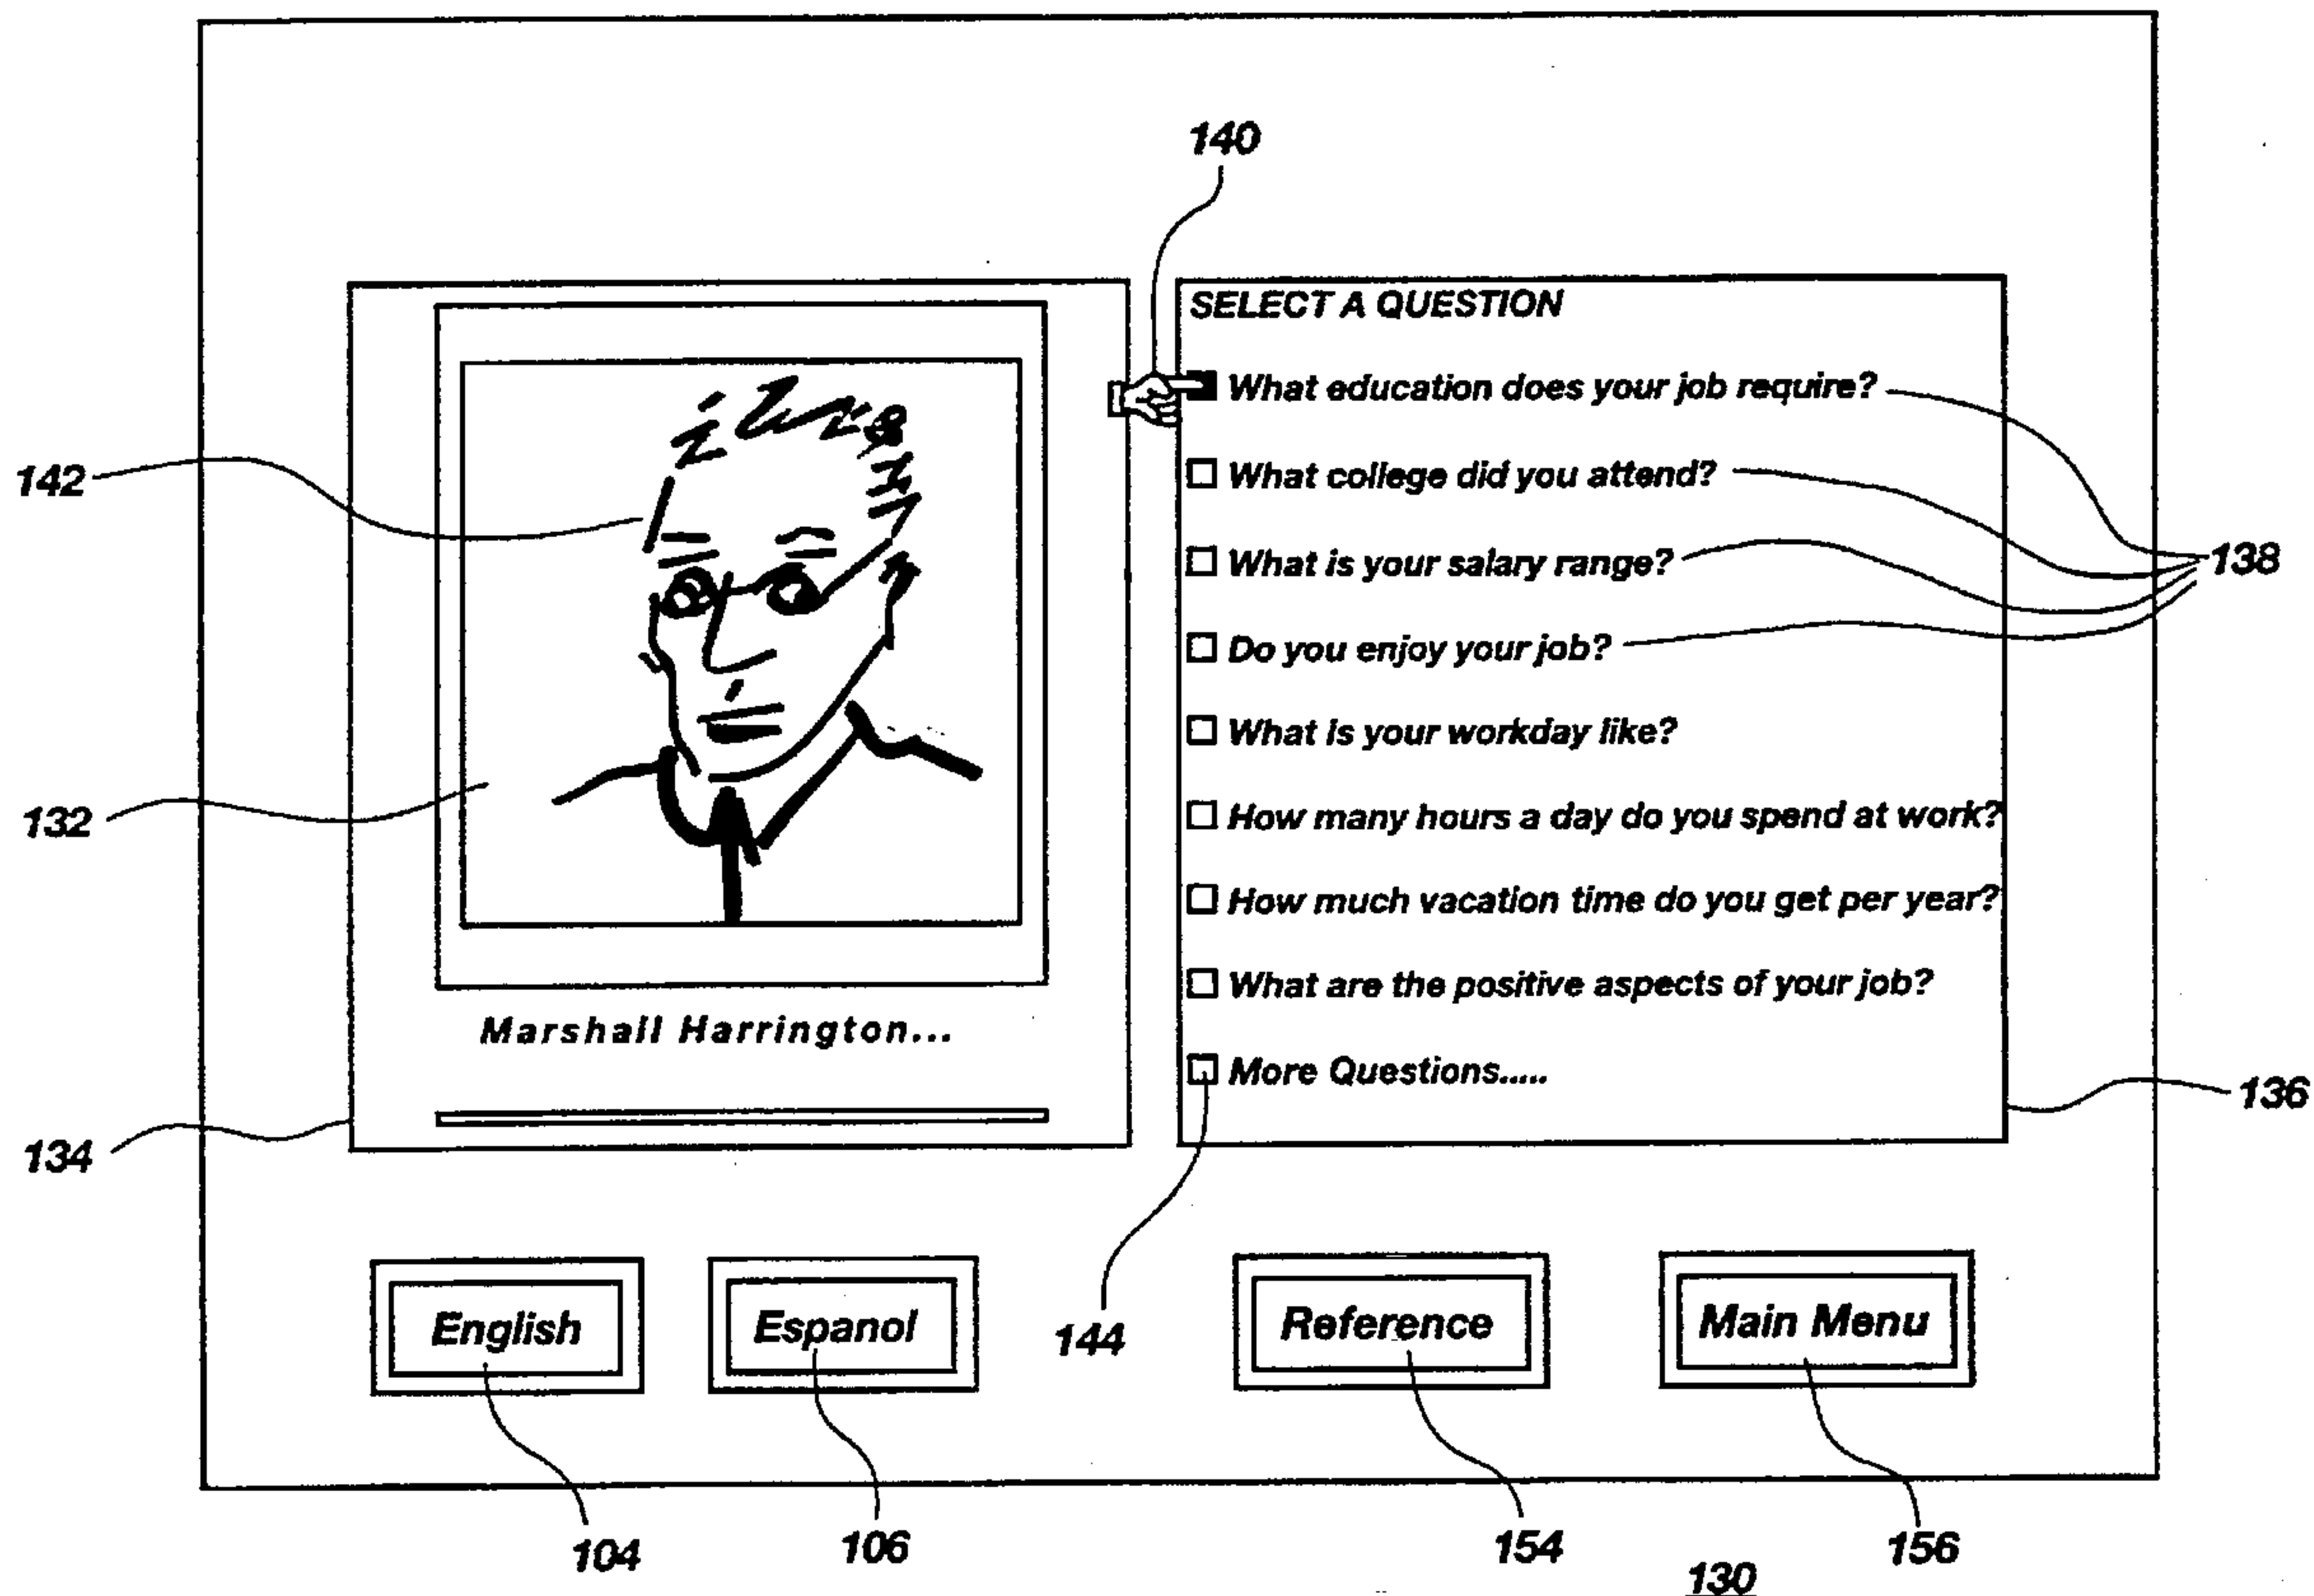 140
SELECT A QUESTION
What education does your job require?
142
What college did you attend?
What is your salary range?
138
Do you enjoy your job?
What is your workday like?
132
How many hours a day do you spend at work?
How much vacation time do you get per year?
What are the positive aspects of your job?
Marshall Harrington...
More Questions.....
136
134
English
Espanol
144
Reference
Main Menu
104
106
154
156
130